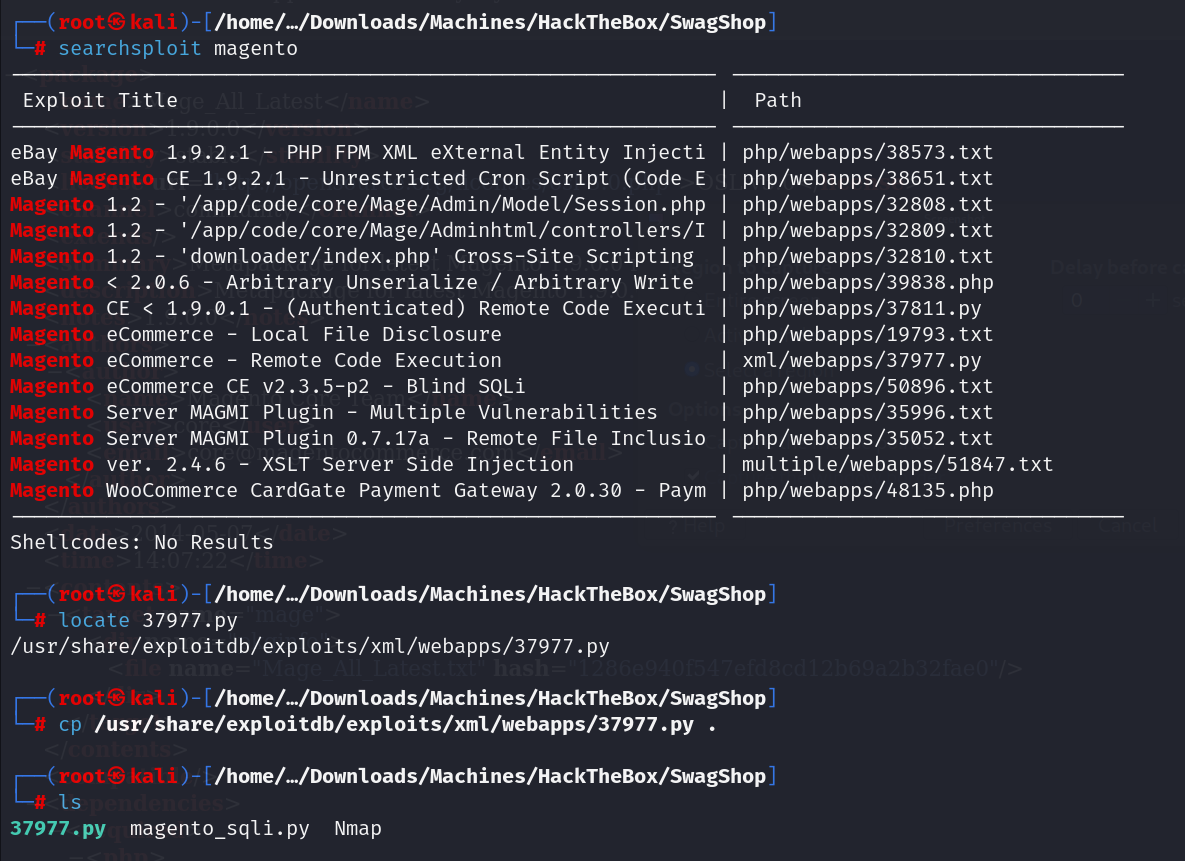 ┌──(root㉿kali)-[/home/…/Downloads/Machines/HackTheBox/SwagShop]
└─# searchsploit magento
Exploit Title | Path
eBay Magento 1.9.2.1 - PHP FPM XML eXternal Entity Injecti | php/webapps/38573.txt
eBay Magento CE 1.9.2.1 - Unrestricted Cron Script (Code E | php/webapps/38651.txt
Magento 1.2 - '/app/code/core/Mage/Admin/Model/Session.php | php/webapps/32808.txt
Magento 1.2 - '/app/code/core/Mage/Adminhtml/controllers/I | php/webapps/32809.txt
Magento 1.2 - 'downloader/index.php' Cross-Site Scripting | php/webapps/32810.txt
Magento < 2.0.6 - Arbitrary Unserialize / Arbitrary Write | php/webapps/39838.php
Magento CE < 1.9.0.1 - (Authenticated) Remote Code Executi | php/webapps/37811.py
Magento eCommerce - Local File Disclosure | php/webapps/19793.txt
Magento eCommerce - Remote Code Execution | xml/webapps/37977.py
Magento eCommerce CE v2.3.5-p2 - Blind SQLi | php/webapps/50896.txt
Magento Server MAGMI Plugin - Multiple Vulnerabilities | php/webapps/35996.txt
Magento Server MAGMI Plugin 0.7.17a - Remote File Inclusio | php/webapps/35052.txt
Magento ver. 2.4.6 - XSLT Server Side Injection | multiple/webapps/51847.txt
Magento WooCommerce CardGate Payment Gateway 2.0.30 - Paym | php/webapps/48135.php
Shellcodes: No Results
┌──(root㉿kali)-[/home/…/Downloads/Machines/HackTheBox/SwagShop]
└─# locate 37977.py
/usr/share/exploitdb/exploits/xml/webapps/37977.py
┌──(root㉿kali)-[/home/…/Downloads/Machines/HackTheBox/SwagShop]
└─# cp /usr/share/exploitdb/exploits/xml/webapps/37977.py .
┌──(root㉿kali)-[/home/…/Downloads/Machines/HackTheBox/SwagShop]
└─# ls
37977.py magento_sqli.py Nmap